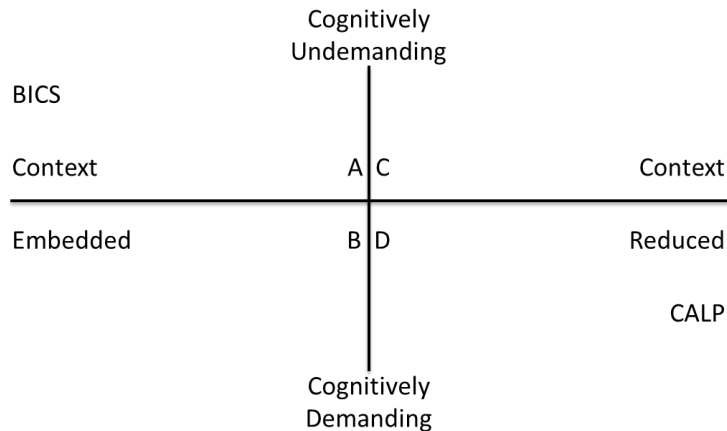 Cognitively
Undemanding
BICS
Context A C Context
Embedded B D Reduced
CALP
Cognitively
Demanding